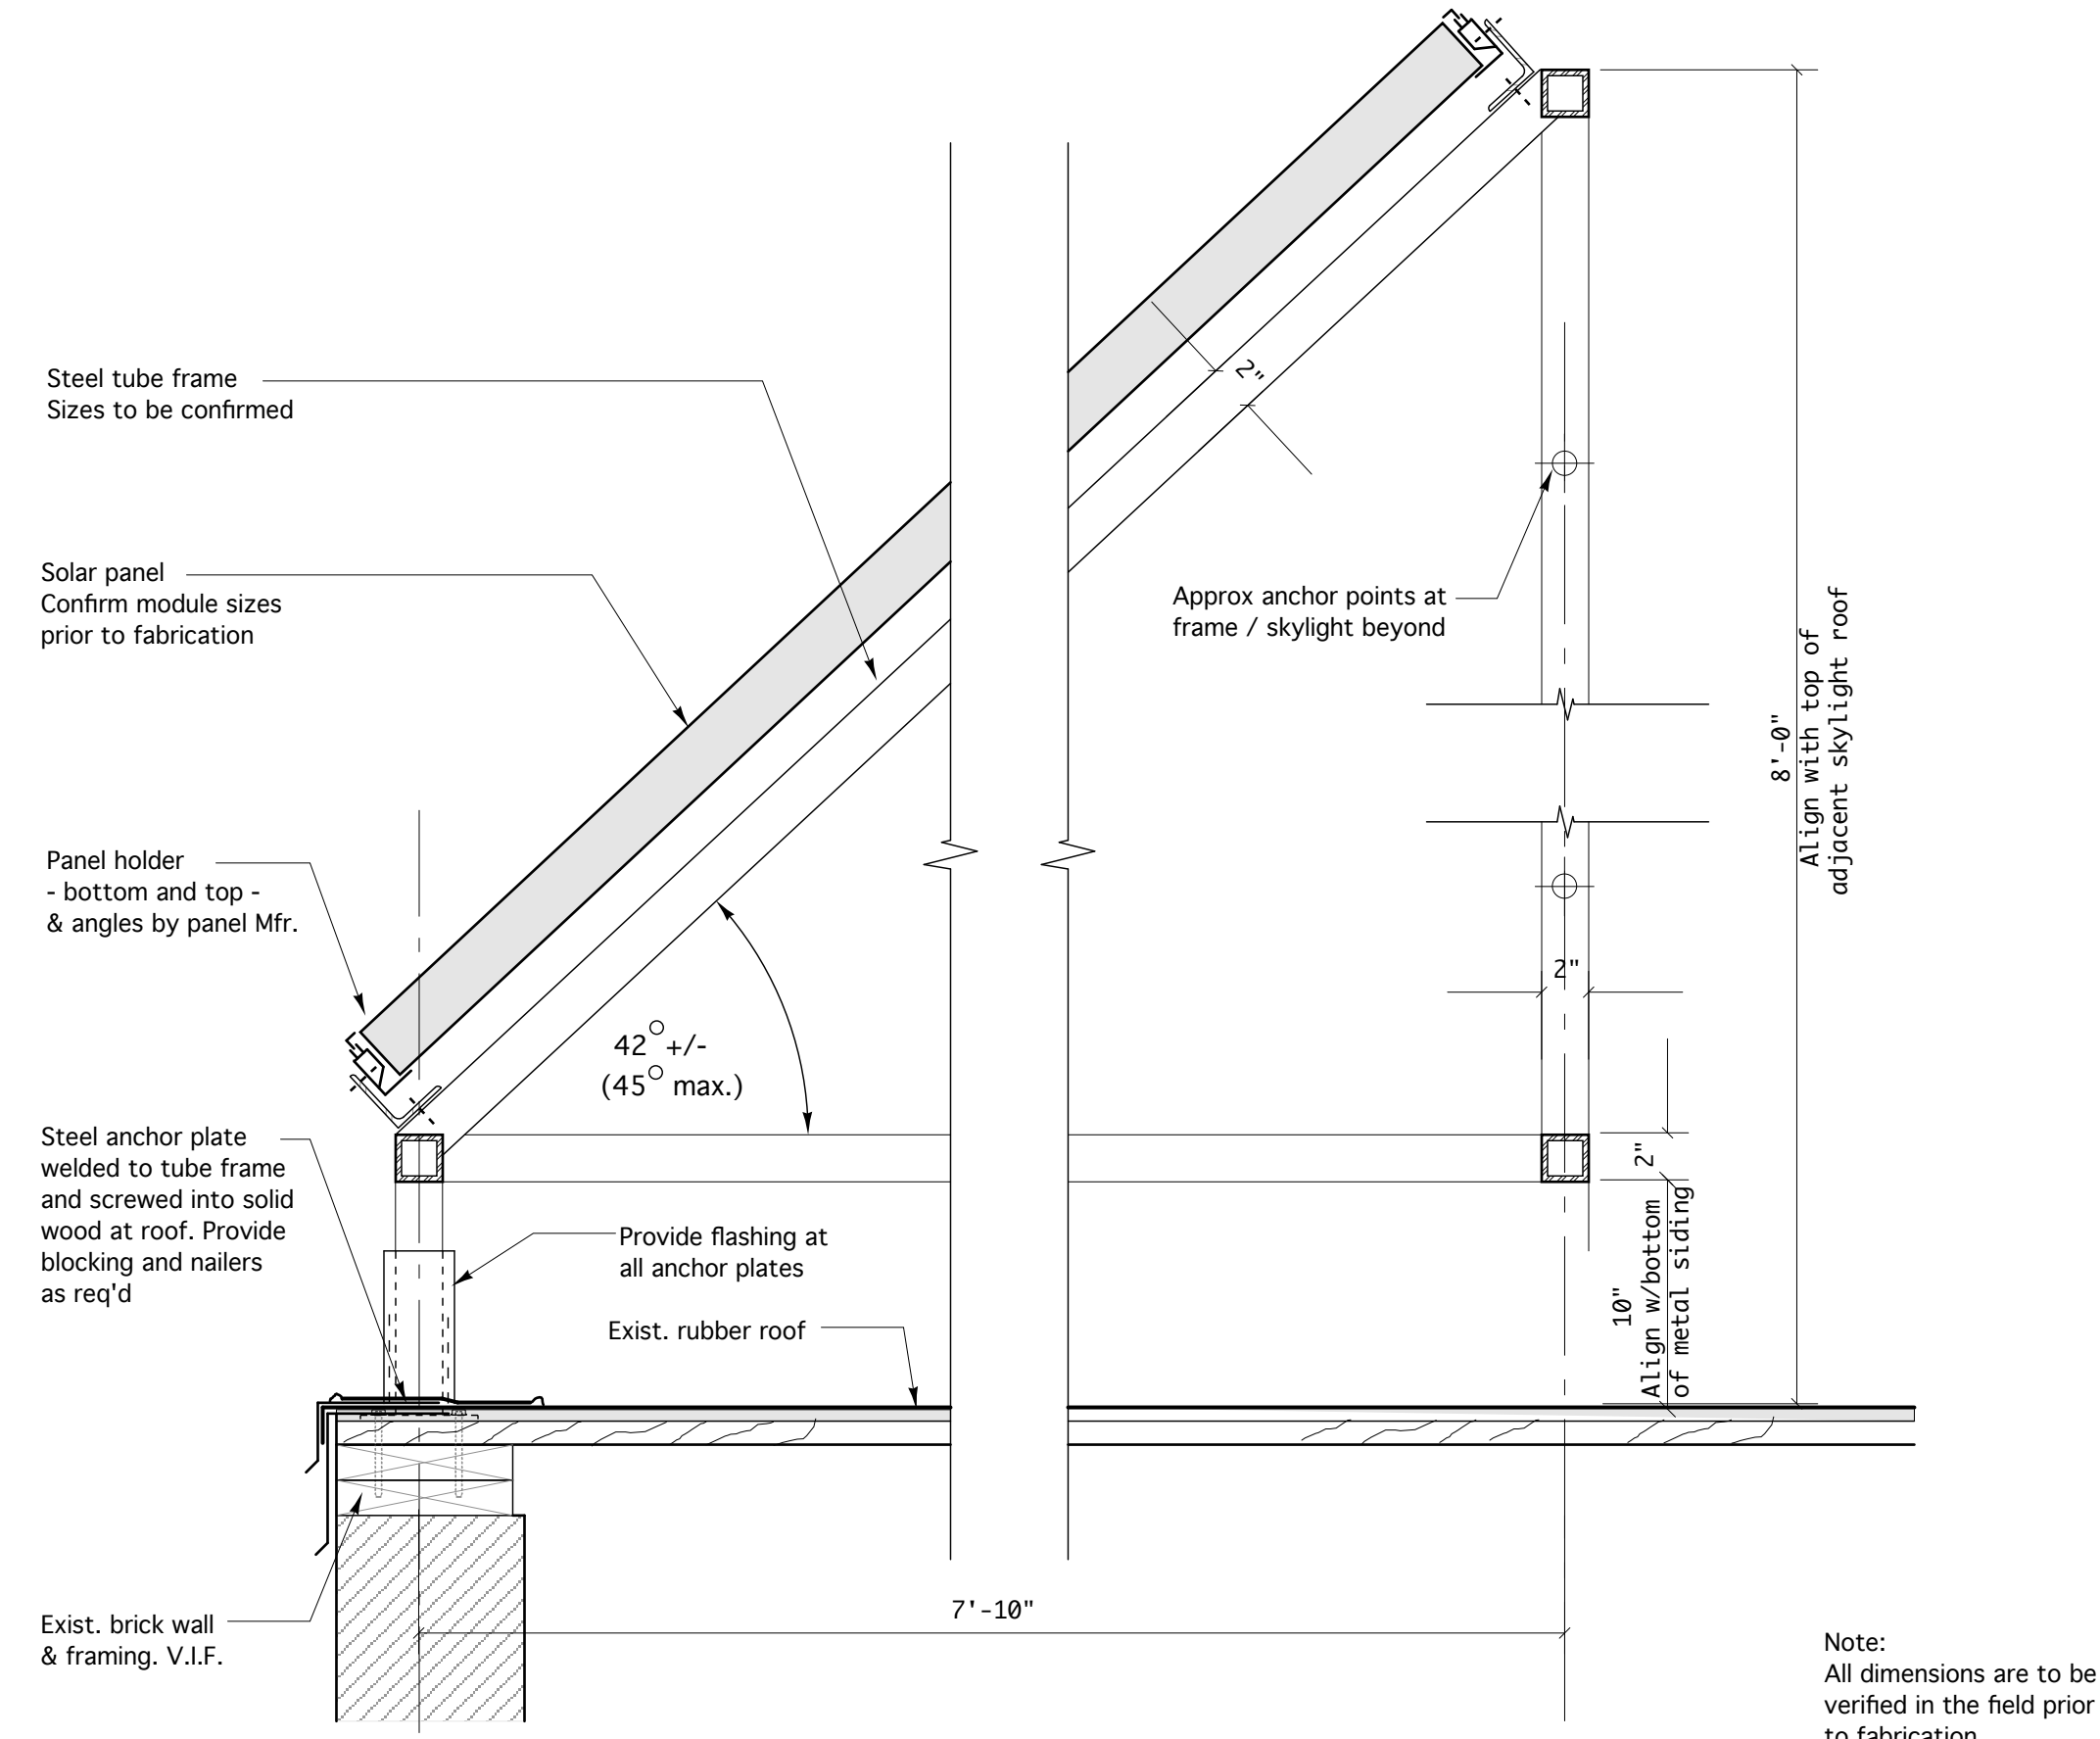 Steel tube frame
Sizes to be confirmed
2"
Solar panel
Confirm module sizes
prior to fabrication
Approx anchor points at
frame / skylight beyond
8'-0"
Align with top of
adjacent skylight roof
Panel holder
- bottom and top -
& angles by panel Mfr.
2"
42° +/-
(45° max.)
Steel anchor plate
welded to tube frame
and screwed into solid
wood at roof. Provide
blocking and nailers
as req'd
2"
Provide flashing at
all anchor plates
10"
Align w/bottom
of metal siding
Exist. rubber roof
7'-10"
Exist. brick wall
& framing. V.I.F.
Note:
All dimensions are to be
verified in the field prior
to fabrication